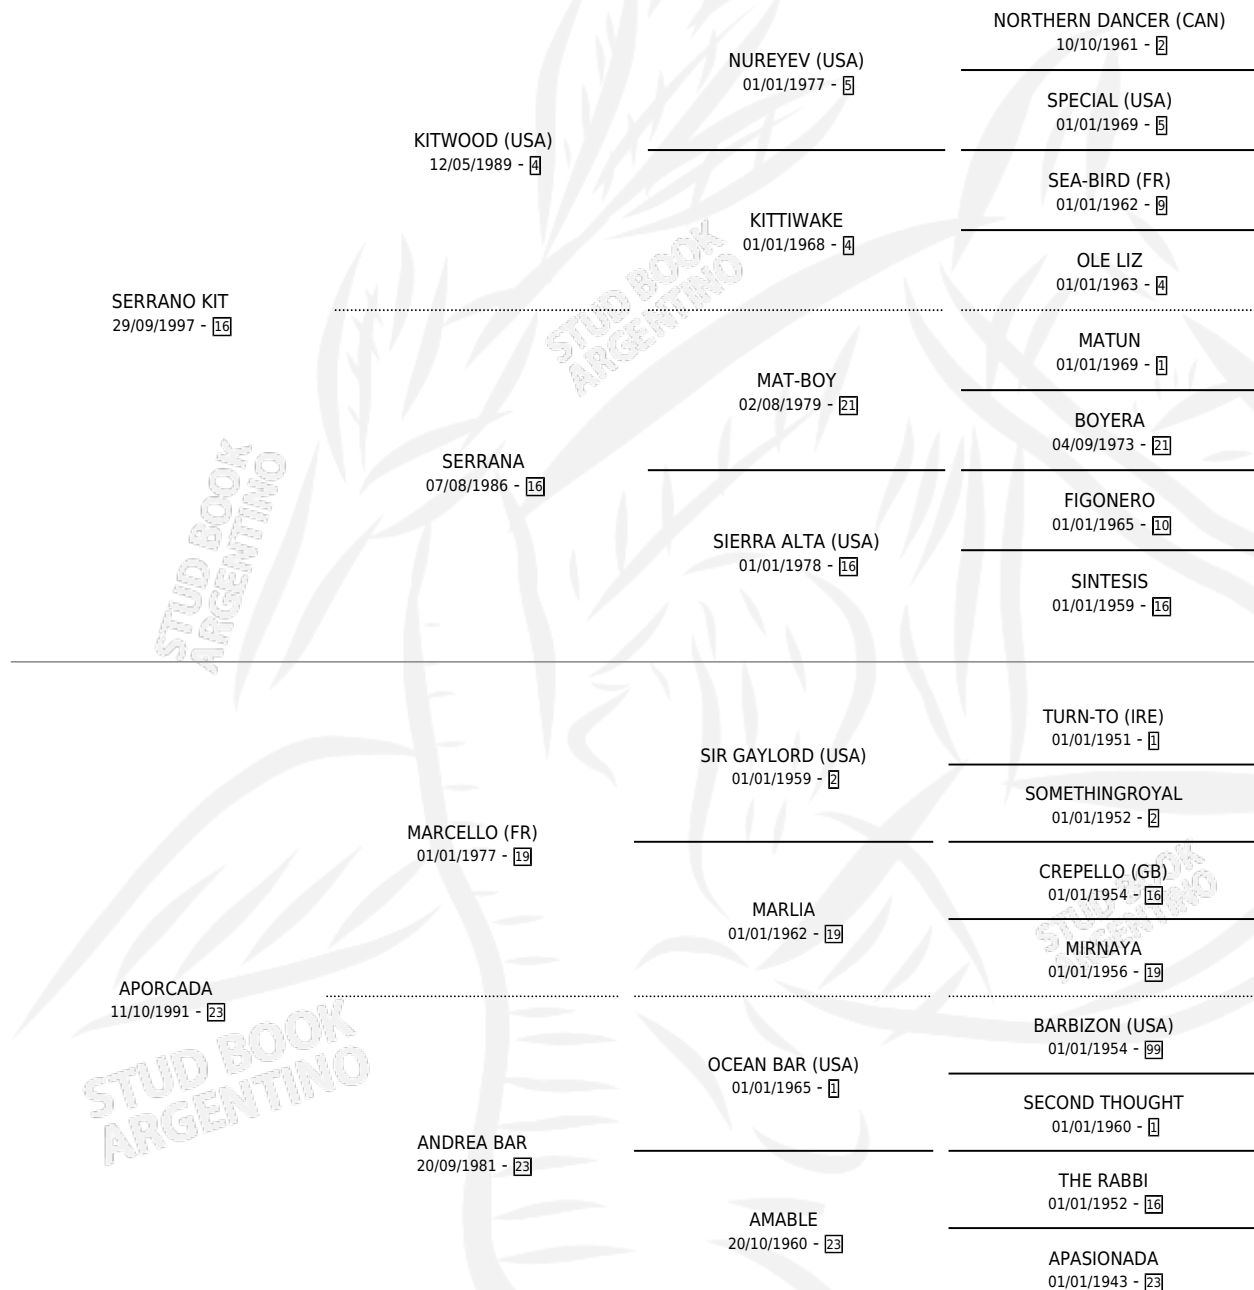 NORTHERN DANCER (CAN)
10/10/1961 - 2
NUREYEV (USA)
01/01/1977 - 5
SPECIAL (USA)
01/01/1969 - 5
KITWOOD (USA)
12/05/1989 - 4
SEA-BIRD (FR)
01/01/1962 - 9
KITTIWAKE
01/01/1968 - 4
OLE LIZ
01/01/1963 - 4
SERRANO KIT
29/09/1997 - 16
MATUN
01/01/1969 - 1
MAT-BOY
02/08/1979 - 21
BOYERA
04/09/1973 - 21
SERRANA
07/08/1986 - 16
FIGONERO
01/01/1965 - 10
SIERRA ALTA (USA)
01/01/1978 - 16
SINTESIS
01/01/1959 - 16
TURN-TO (IRE)
01/01/1951 - 1
SIR GAYLORD (USA)
01/01/1959 - 2
SOMETHINGROYAL
01/01/1952 - 2
MARCELLO (FR)
01/01/1977 - 19
CREPELLO (GB)
01/01/1954 - 16
MARLIA
01/01/1962 - 19
MIRNAYA
01/01/1956 - 19
APORCADA
11/10/1991 - 23
BARBIZON (USA)
01/01/1954 - 99
OCEAN BAR (USA)
01/01/1965 - 1
SECOND THOUGHT
01/01/1960 - 1
ANDREA BAR
20/09/1981 - 23
THE RABBI
01/01/1952 - 16
AMABLE
20/10/1960 - 23
APASIONADA
01/01/1943 - 23
STUD BOOK
ARGENTINO
STUD BOOK
ARGENTINO
STUD BOOK
ARGENTINO
STUD BOOK
ARGENTINO